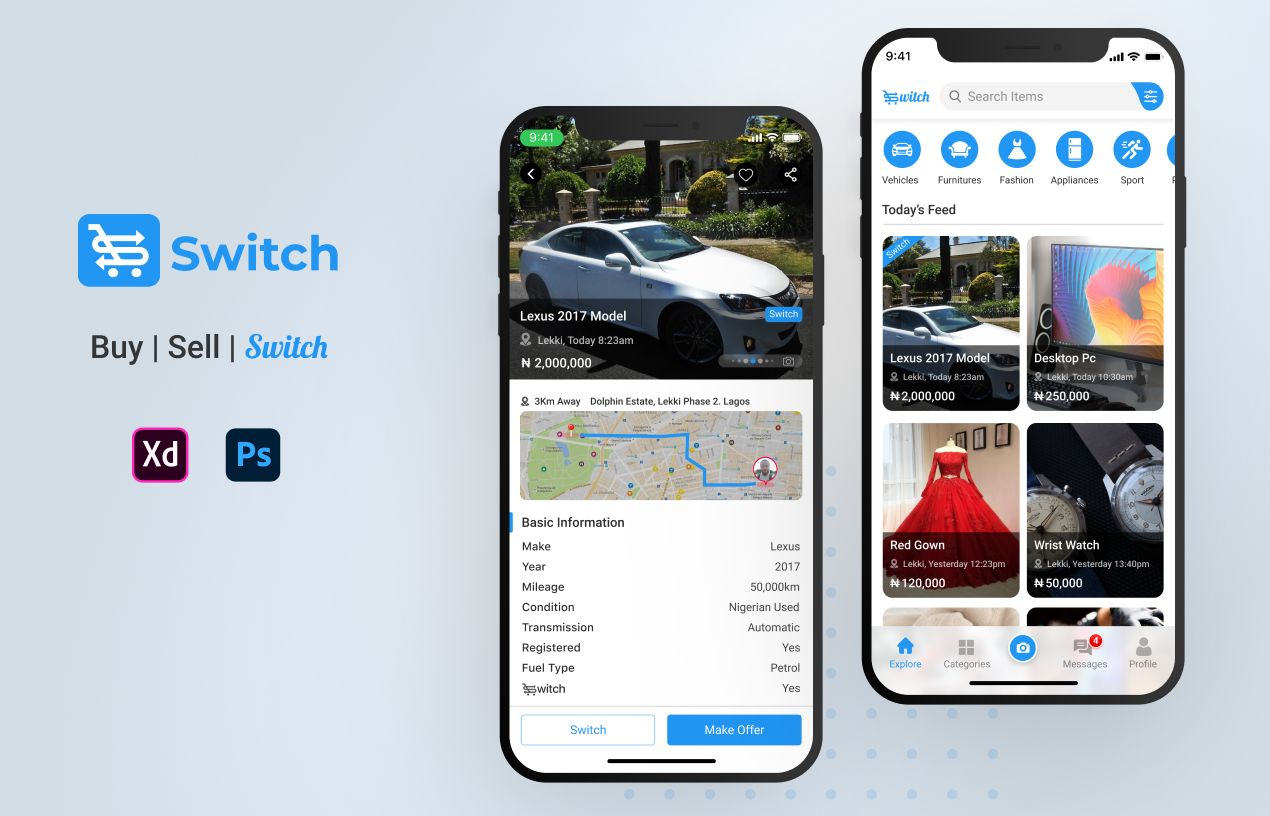 Switch
Buy | Sell | Switch
Xd
Ps
9:41
Lexus 2017 Model
Switch
Lekki, Today 8:23am
₦ 2,000,000
3Km Away Dolphin Estate, Lekki Phase 2. Lagos
Basic Information
Make Lexus
Year 2017
Mileage 50,000km
Condition Nigerian Used
Transmission Automatic
Registered Yes
Fuel Type Petrol
Switch Yes
Switch
Make Offer
9:41
Switch
Search Items
Vehicles
Furnitures
Fashion
Appliances
Sport
Today's Feed
Switch
Lexus 2017 Model
Lekki, Today 8:23am
₦2,000,000
Desktop Pc
Lekki, Today 10:30am
₦250,000
Red Gown
Lekki, Yesterday 12:23pm
₦120,000
Wrist Watch
Lekki, Yesterday 13:40pm
₦50,000
Explore
Categories
4
Messages
Profile